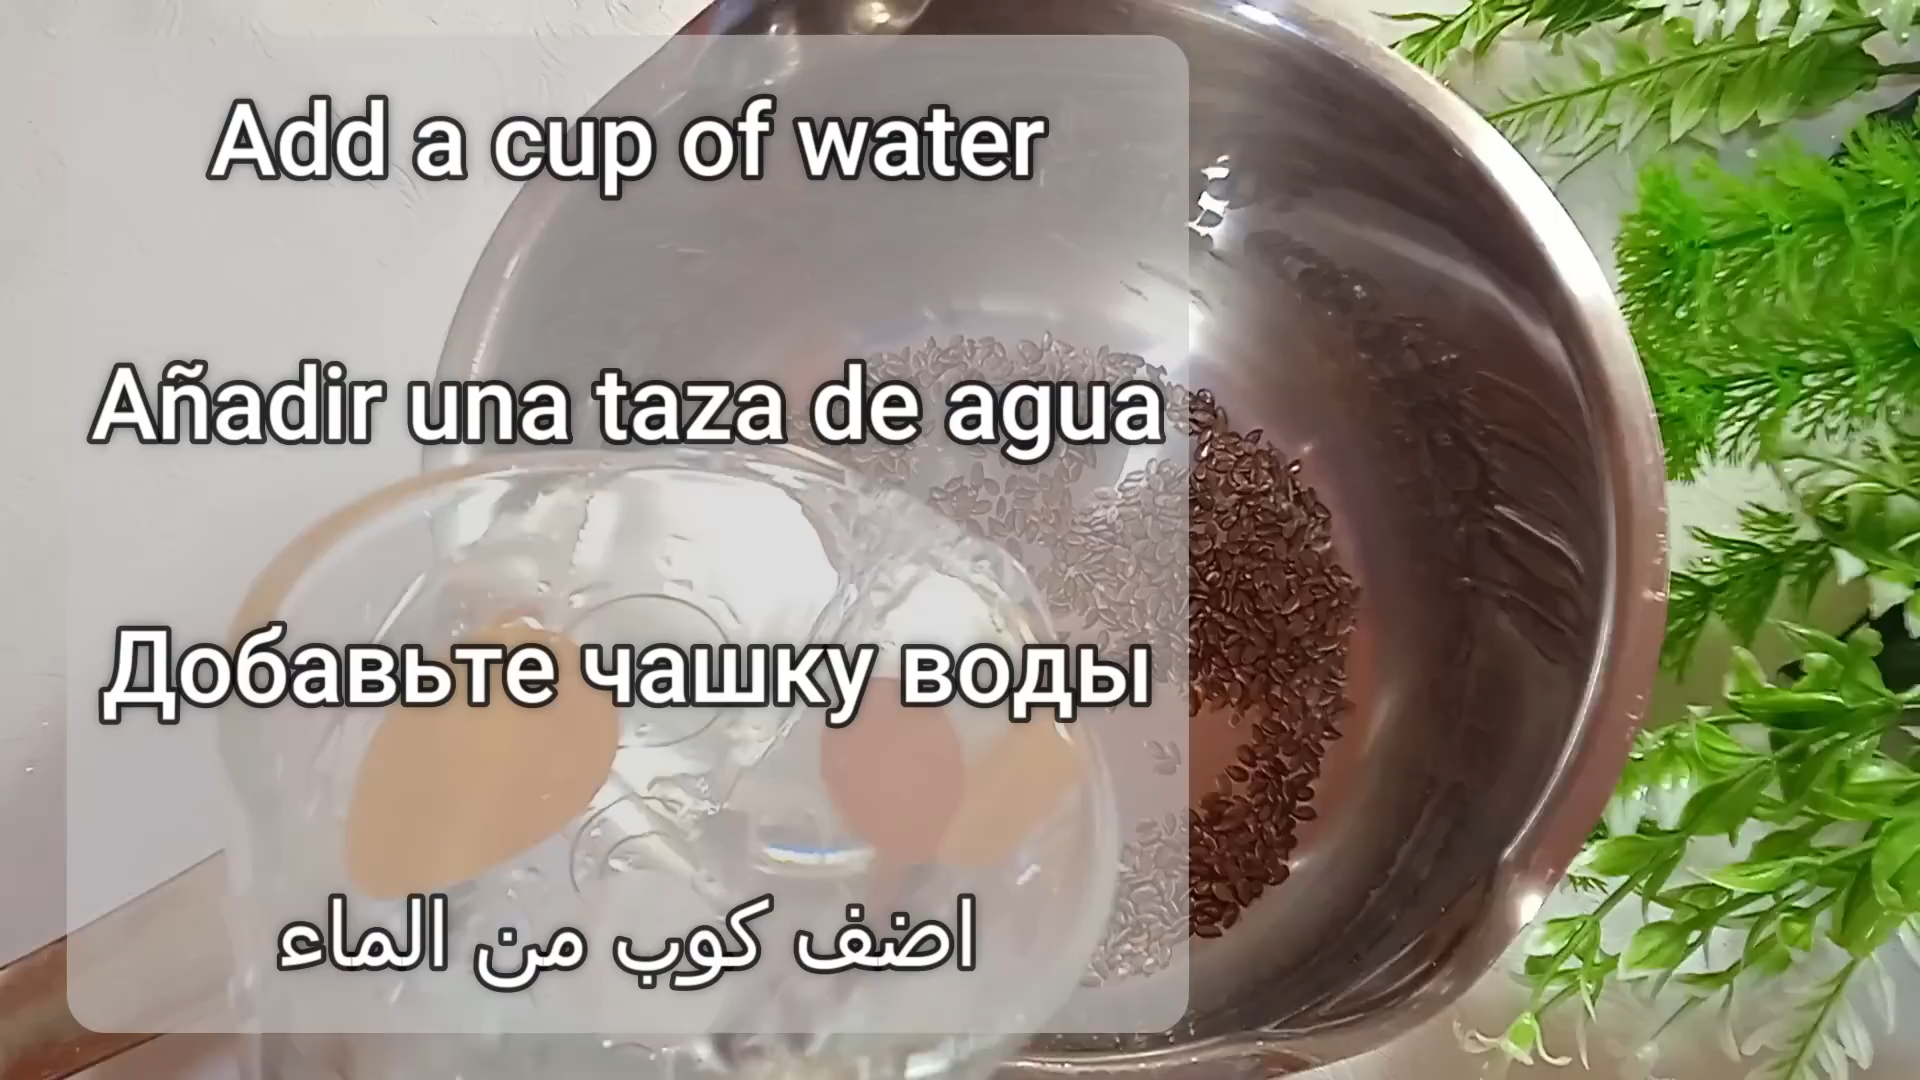 Add a cup of water
Añadir una taza de agua
Добавьте чашку воды
اضف كوب من الماء